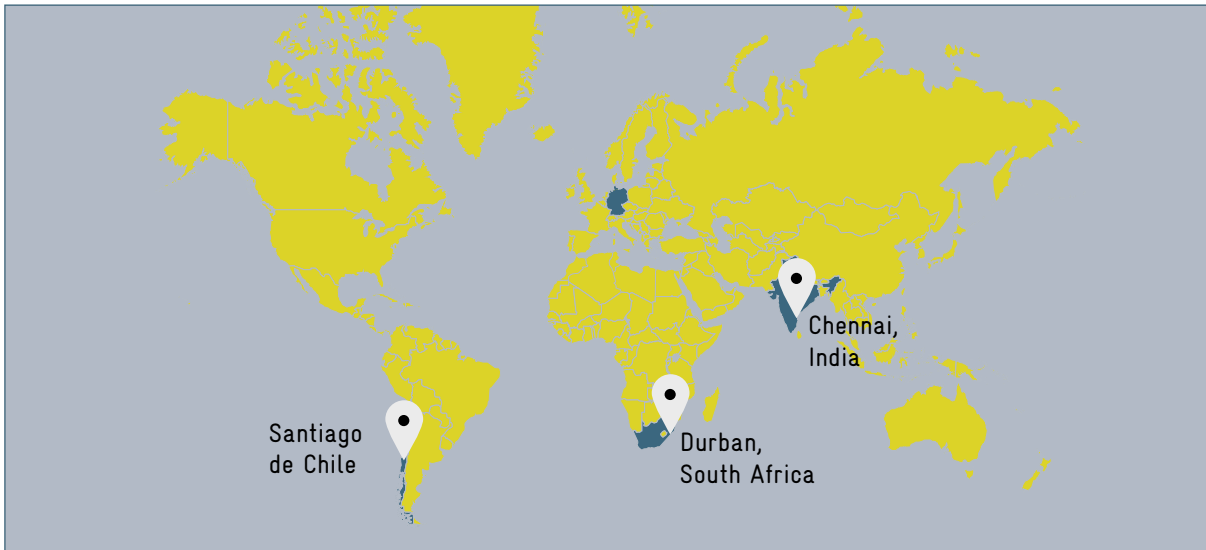 Chennai,
India
Santiago
de Chile
Durban,
South Africa